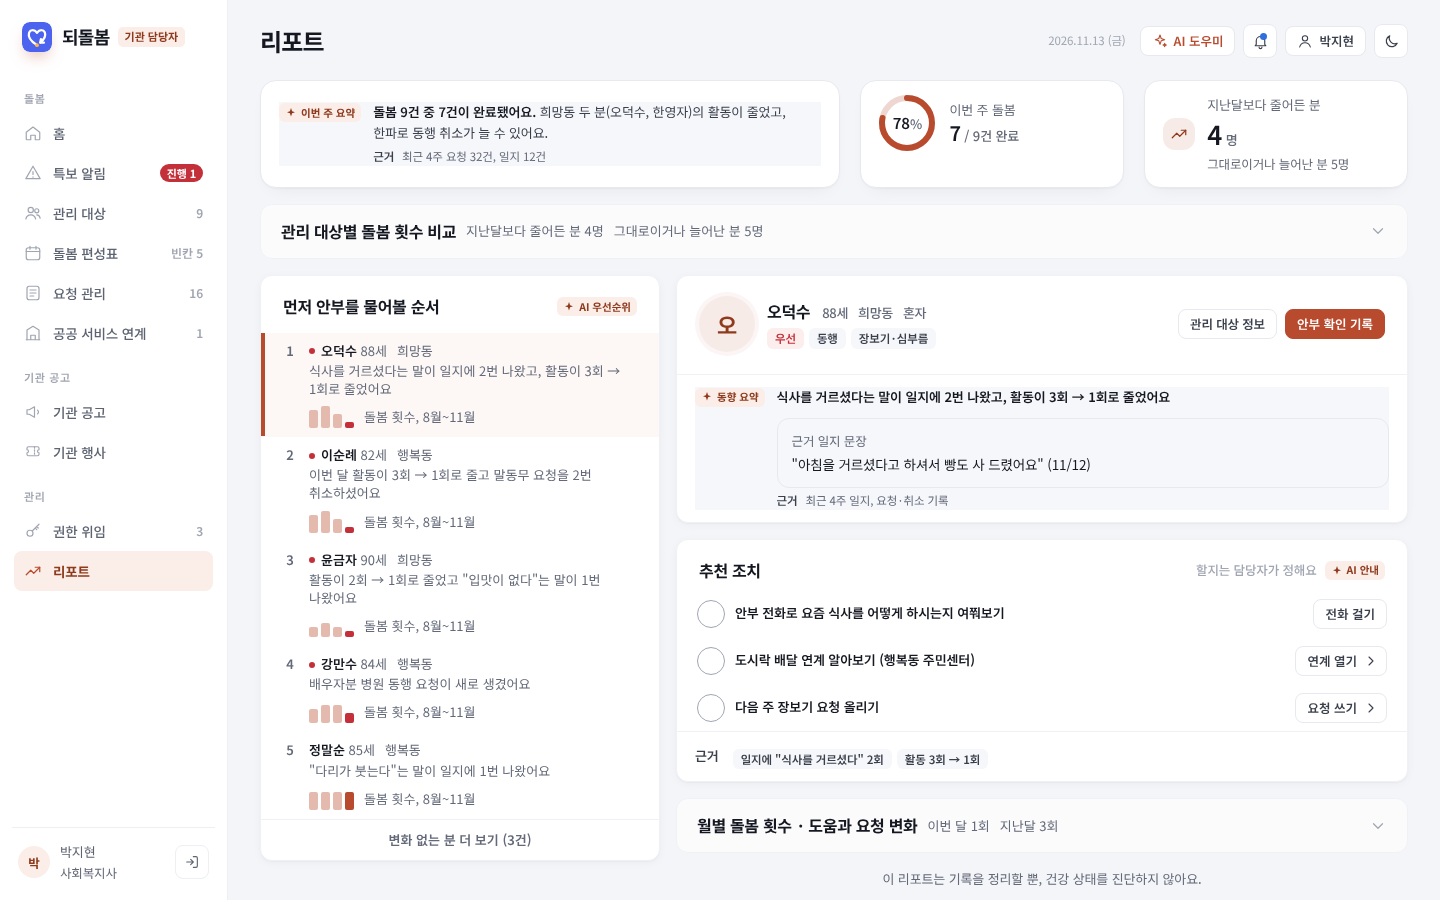 되돌봄 기관 담당자
돌봄
홈
특보 알림 진행 1
관리 대상 9
돌봄 편성표 빈칸 5
요청 관리 16
공공 서비스 연계 1
기관 공고
기관 공고
기관 행사
관리
권한 위임 3
리포트
박 박지현
사회복지사
리포트
2026.11.13 (금) AI 도우미 박지현
이번 주 요약 돌봄 9건 중 7건이 완료됐어요. 희망동 두 분(오덕수, 한영자)의 활동이 줄었고,
한파로 동행 취소가 늘 수 있어요.
근거 최근 4주 요청 32건, 일지 12건
78%
이번 주 돌봄
7 / 9건 완료
지난달보다 줄어든 분
4 명
그대로이거나 늘어난 분 5명
관리 대상별 돌봄 횟수 비교 지난달보다 줄어든 분 4명 그대로이거나 늘어난 분 5명
먼저 안부를 물어볼 순서 AI 우선순위
1 오덕수 88세 희망동
식사를 거르셨다는 말이 일지에 2번 나왔고, 활동이 3회 →
1회로 줄었어요
돌봄 횟수, 8월~11월
2 이순례 82세 행복동
이번 달 활동이 3회 → 1회로 줄고 말동무 요청을 2번
취소하셨어요
돌봄 횟수, 8월~11월
3 윤금자 90세 희망동
활동이 2회 → 1회로 줄었고 "입맛이 없다"는 말이 1번
나왔어요
돌봄 횟수, 8월~11월
4 강만수 84세 행복동
배우자분 병원 동행 요청이 새로 생겼어요
돌봄 횟수, 8월~11월
5 정말순 85세 행복동
"다리가 붓는다"는 말이 일지에 1번 나왔어요
돌봄 횟수, 8월~11월
변화 없는 분 더 보기 (3건)
오 오덕수 88세 희망동 혼자
우선 동행 장보기·심부름
관리 대상 정보 안부 확인 기록
동향 요약 식사를 거르셨다는 말이 일지에 2번 나왔고, 활동이 3회 → 1회로 줄었어요
근거 일지 문장
"아침을 거르셨다고 하셔서 빵도 사 드렸어요" (11/12)
근거 최근 4주 일지, 요청·취소 기록
추천 조치 할지는 담당자가 정해요 AI 안내
안부 전화로 요즘 식사를 어떻게 하시는지 여쭤보기 전화 걸기
도시락 배달 연계 알아보기 (행복동 주민센터) 연계 열기
다음 주 장보기 요청 올리기 요청 쓰기
근거 일지에 "식사를 거르셨다" 2회 활동 3회 → 1회
월별 돌봄 횟수 · 도움과 요청 변화 이번 달 1회 지난달 3회
이 리포트는 기록을 정리할 뿐, 건강 상태를 진단하지 않아요.